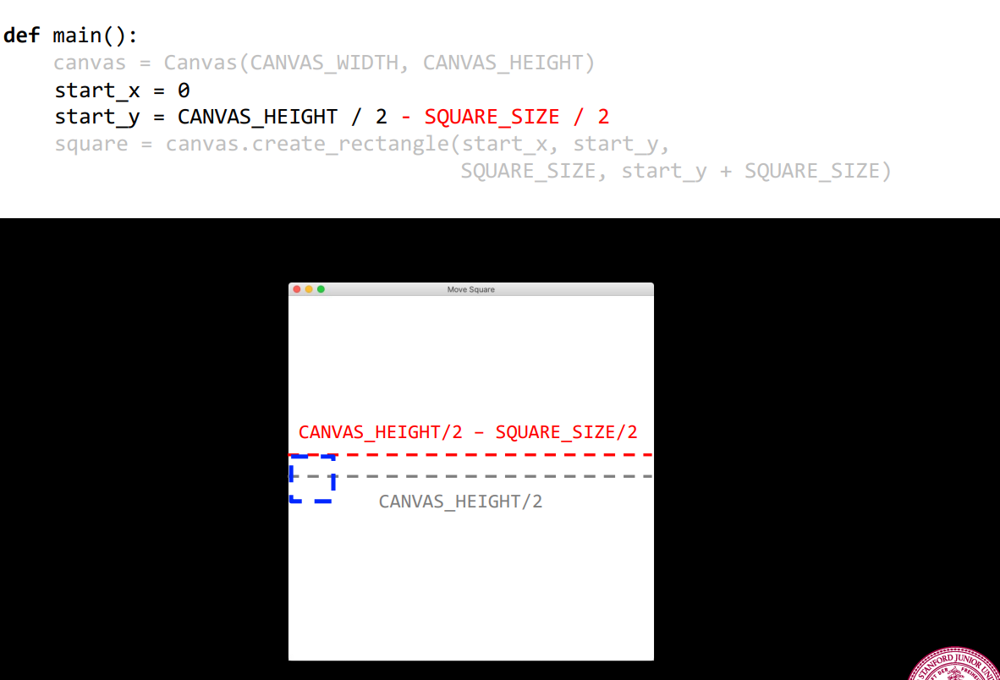 def main():
    canvas = Canvas(CANVAS_WIDTH, CANVAS_HEIGHT)
    start_x = 0
    start_y = CANVAS_HEIGHT / 2 - SQUARE_SIZE / 2
    square = canvas.create_rectangle(start_x, start_y,
                                     SQUARE_SIZE, start_y + SQUARE_SIZE)
Move Square
CANVAS_HEIGHT/2 – SQUARE_SIZE/2
CANVAS_HEIGHT/2
STANFORD JUNIOR